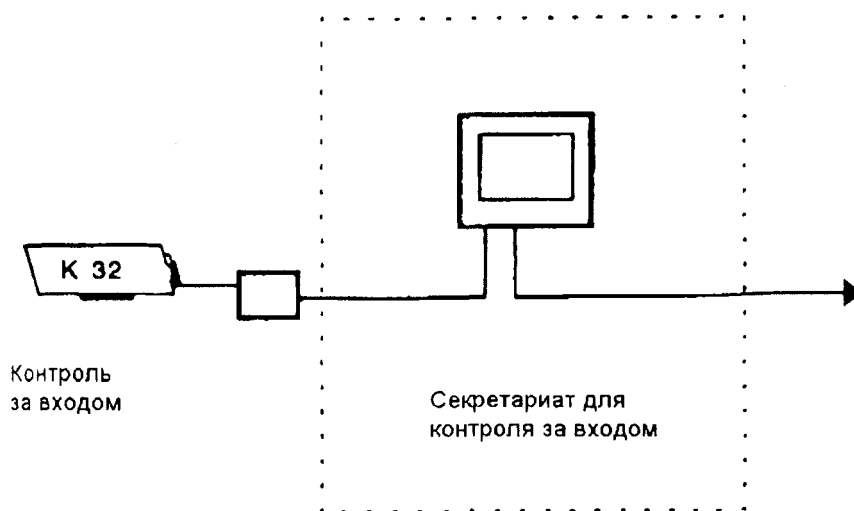 К 32
Контроль
за входом
Секретариат для
контроля за входом